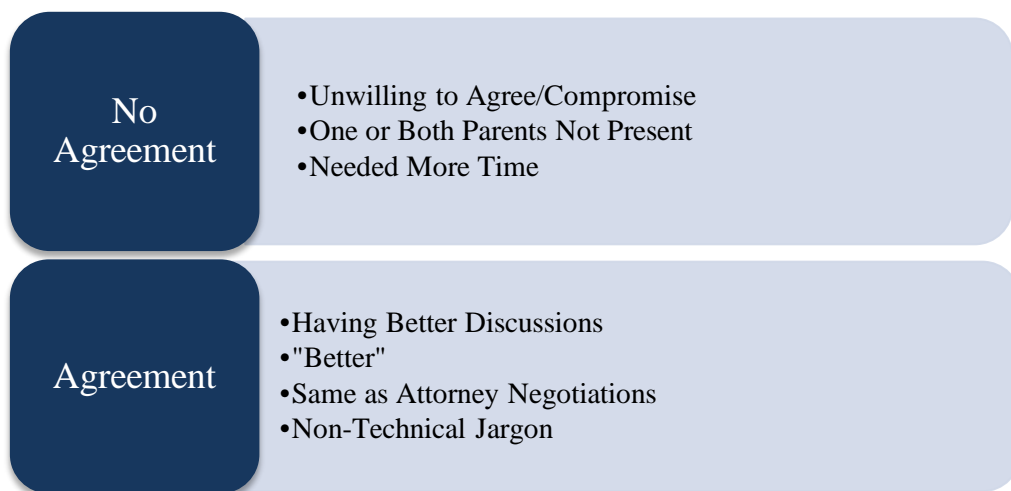 No
Agreement
•Unwilling to Agree/Compromise
•One or Both Parents Not Present
•Needed More Time
Agreement
•Having Better Discussions
•"Better"
•Same as Attorney Negotiations
•Non-Technical Jargon